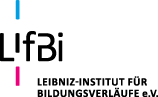 LIfBi
LEIBNIZ-INSTITUT FÜR
BILDUNGSVERLÄUFE e.V.